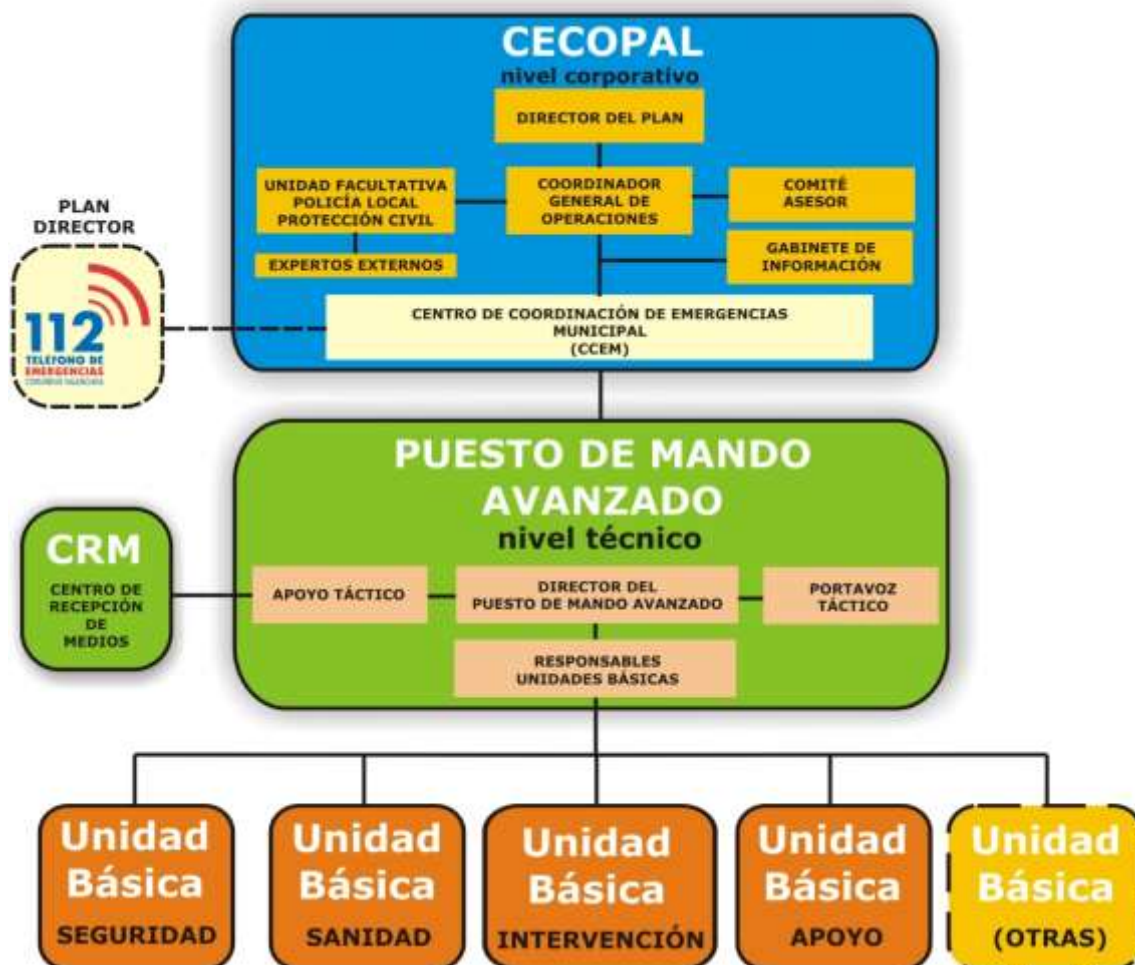 CECOPAL
nivel corporativo
DIRECTOR DEL PLAN
UNIDAD FACULTATIVA
POLICÍA LOCAL
PROTECCIÓN CIVIL
COORDINADOR
GENERAL DE
OPERACIONES
COMITÉ
ASESOR
EXPERTOS EXTERNOS
GABINETE DE
INFORMACIÓN
PLAN
DIRECTOR
112
TELÉFONO DE
EMERGENCIAS
CENTRO DE COORDINACIÓN DE EMERGENCIAS
MUNICIPAL
(CCEM)
PUESTO DE MANDO
AVANZADO
nivel técnico
CRM
CENTRO DE
RECEPCIÓN
DE
MEDIOS
APOYO TÁCTICO
DIRECTOR DEL
PUESTO DE MANDO AVANZADO
PORTAVOZ
TÁCTICO
RESPONSABLES
UNIDADES BÁSICAS
Unidad
Básica
SEGURIDAD
Unidad
Básica
SANIDAD
Unidad
Básica
INTERVENCIÓN
Unidad
Básica
APOYO
Unidad
Básica
(OTRAS)